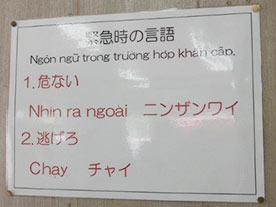 緊急時の言語
Ngôn ngữ trong trường hợp khẩn cấp.
1.危ない
Nhìn ra ngoài ニンザンワイ
2.逃げろ
Chạy チャイ